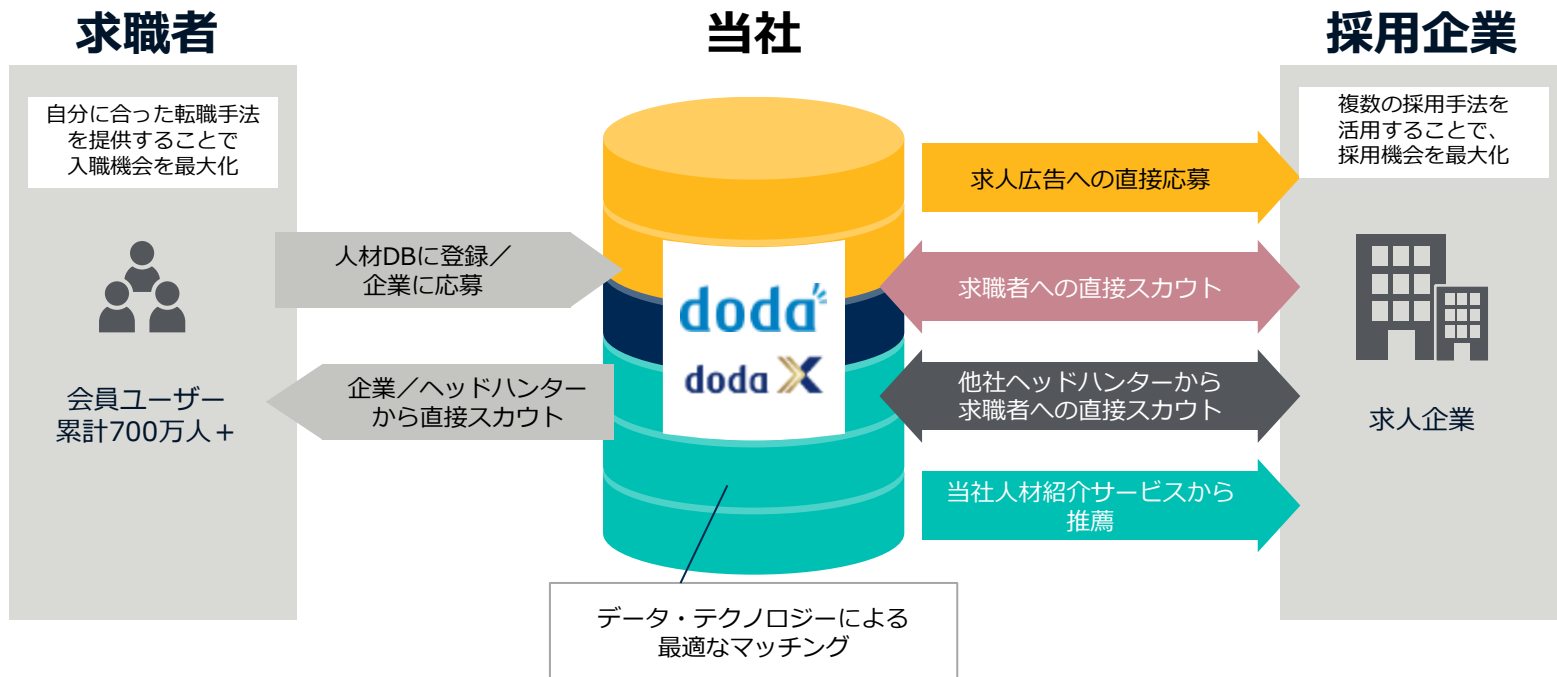 求職者
当社
採用企業
自分に合った転職手法
を提供することで
入職機会を最大化
会員ユーザー
累計700万人＋
人材DBに登録／
企業に応募
企業／ヘッドハンター
から直接スカウト
doda
doda X
データ・テクノロジーによる
最適なマッチング
求人広告への直接応募
求職者への直接スカウト
他社ヘッドハンターから
求職者への直接スカウト
当社人材紹介サービスから
推薦
複数の採用手法を
活用することで、
採用機会を最大化
求人企業